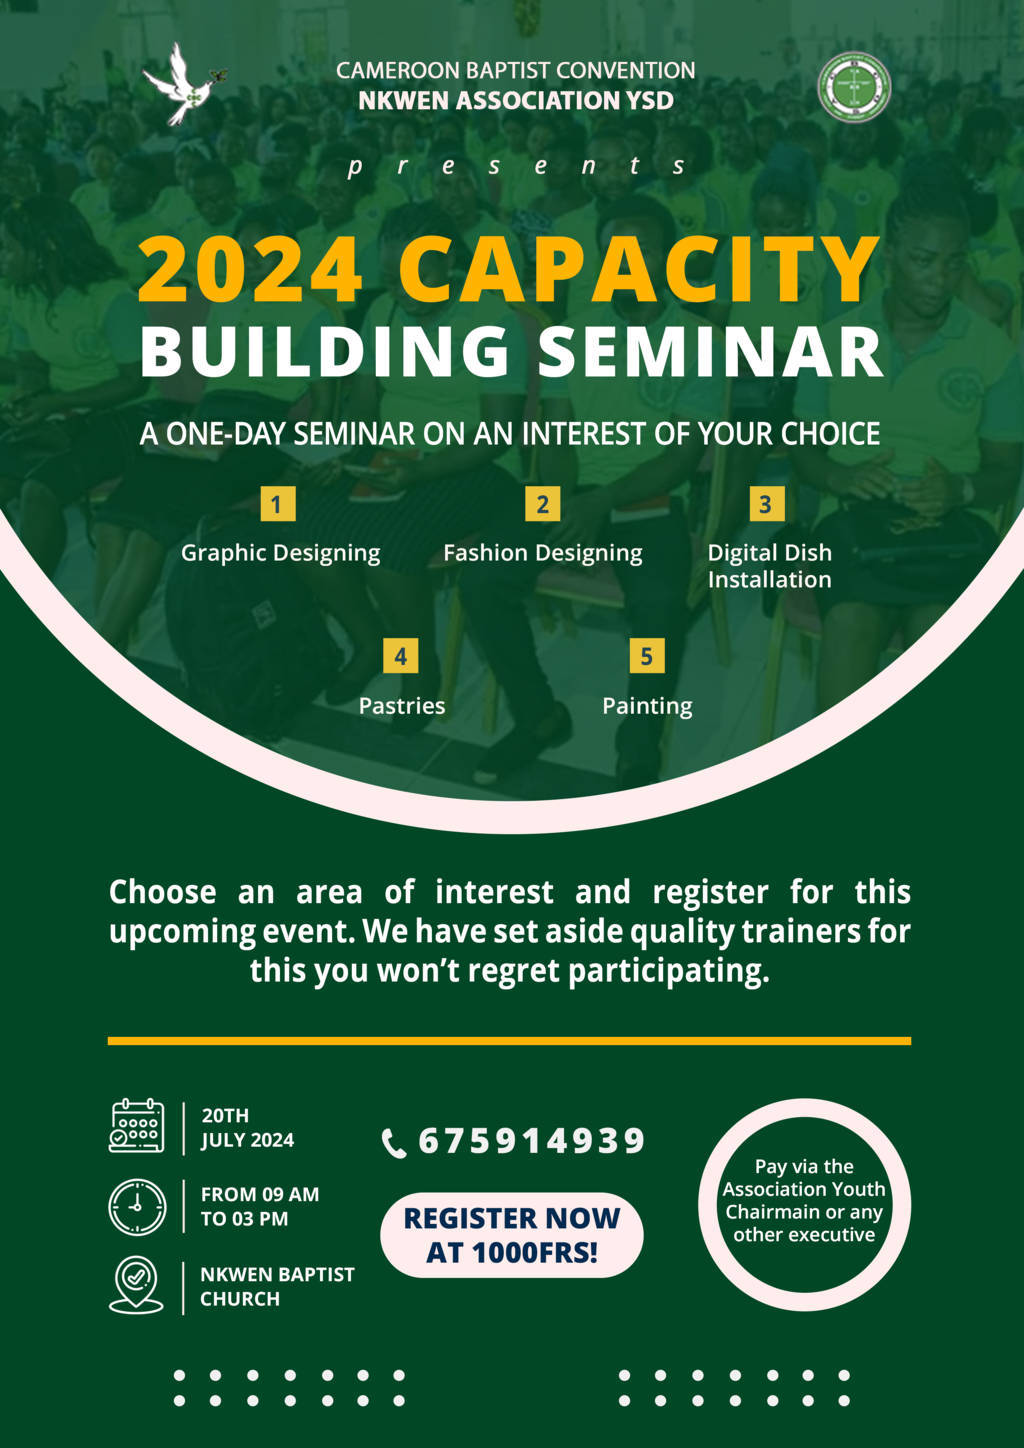 CAMEROON BAPTIST CONVENTION
NKWEN ASSOCIATION YSD
presents
2024 CAPACITY
BUILDING SEMINAR
A ONE-DAY SEMINAR ON AN INTEREST OF YOUR CHOICE
1
Graphic Designing
2
Fashion Designing
3
Digital Dish
Installation
4
Pastries
5
Painting
Choose an area of interest and register for this
upcoming event. We have set aside quality trainers for
this you won't regret participating.
20TH
JULY 2024
FROM 09 AM
TO 03 PM
NKWEN BAPTIST
CHURCH
675914939
REGISTER NOW
AT 1000FRS!
Pay via the
Association Youth
Chairmain or any
other executive